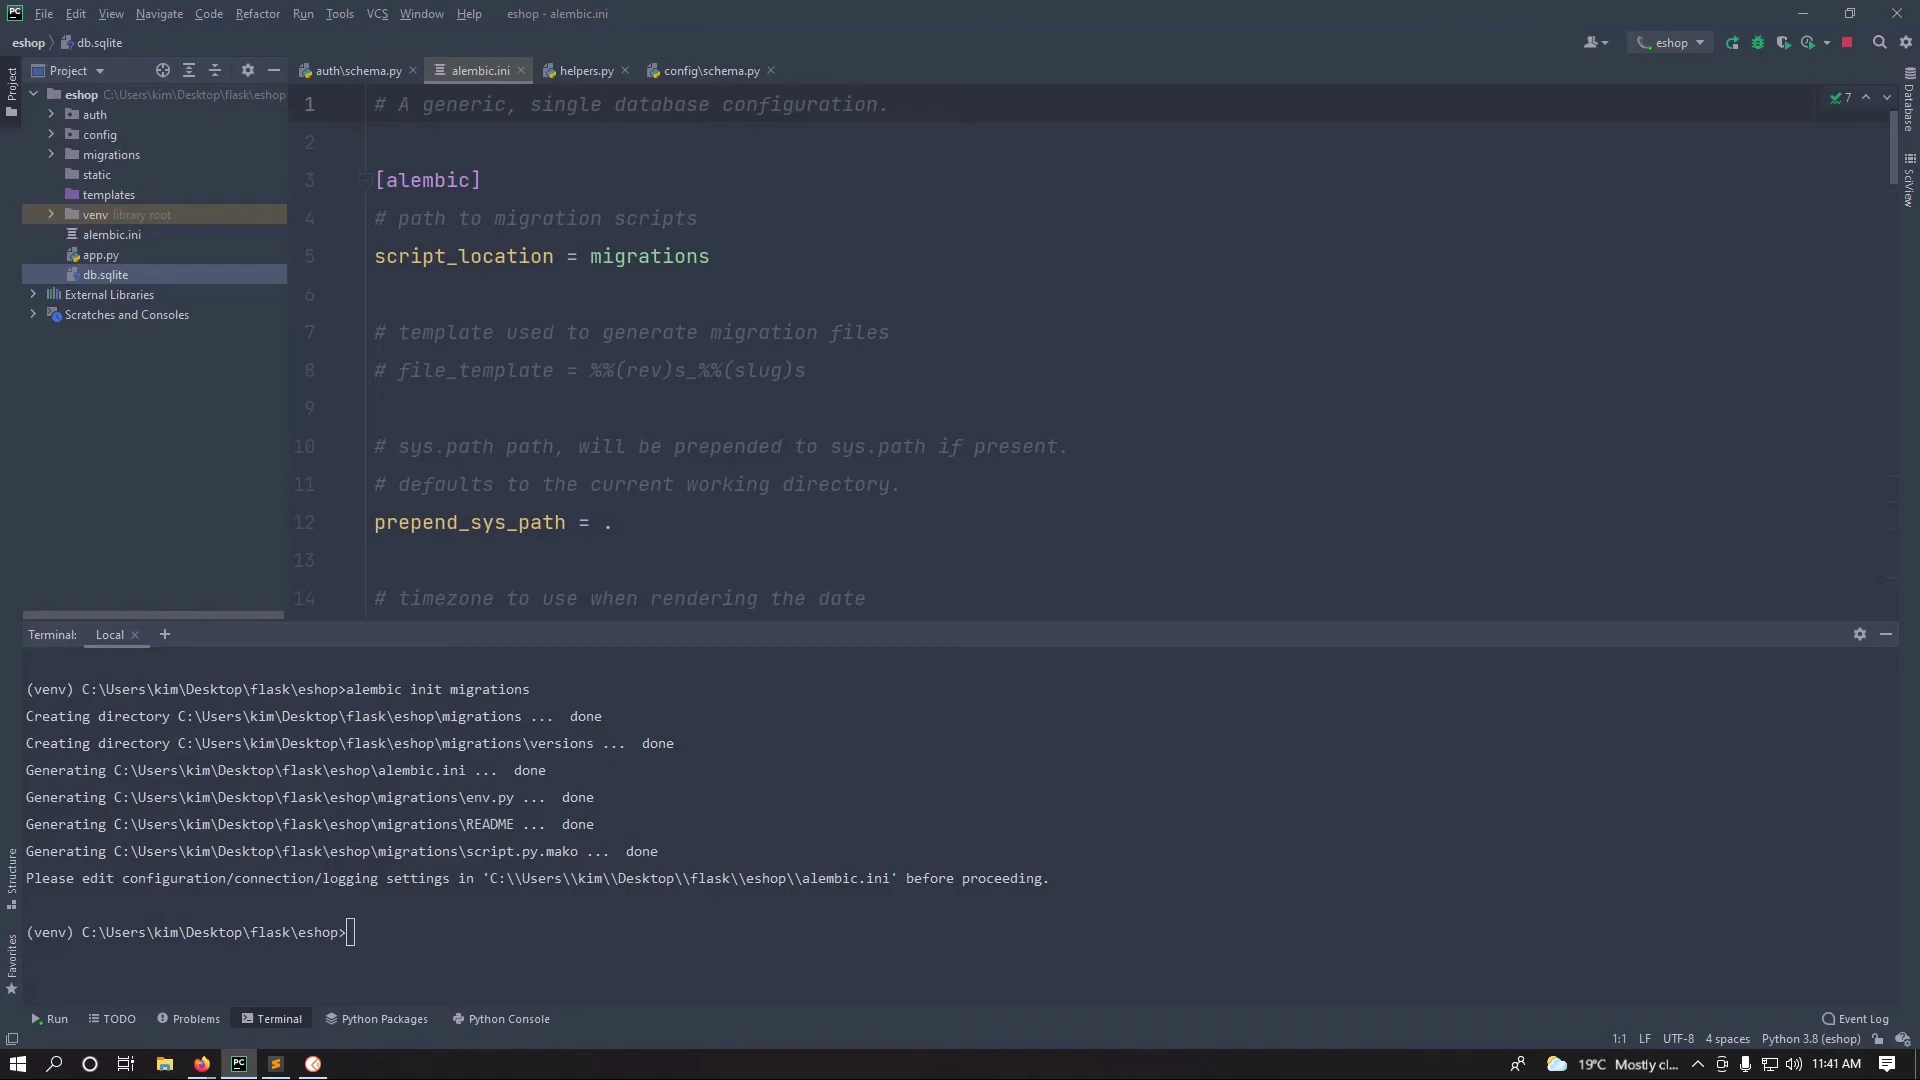 PC File Edit View Navigate Code Refactor Run Tools VCS Window Help eshop - alembic.ini
eshop db.sqlite eshop
Project auth\schema.py alembic.ini helpers.py config\schema.py
Project
eshop C:\Users\kim\Desktop\flask\eshop
auth
config
migrations
static
templates
venv library root
alembic.ini
app.py
db.sqlite
External Libraries
Scratches and Consoles
7
Database
SciView
1 # A generic, single database configuration.
2
3 [alembic]
4 # path to migration scripts
5 script_location = migrations
6
7 # template used to generate migration files
8 # file_template = %%(rev)s_%%(slug)s
9
10 # sys.path path, will be prepended to sys.path if present.
11 # defaults to the current working directory.
12 prepend_sys_path = .
13
14 # timezone to use when rendering the date
Terminal: Local
(venv) C:\Users\kim\Desktop\flask\eshop>alembic init migrations
Creating directory C:\Users\kim\Desktop\flask\eshop\migrations ... done
Creating directory C:\Users\kim\Desktop\flask\eshop\migrations\versions ... done
Generating C:\Users\kim\Desktop\flask\eshop\alembic.ini ... done
Generating C:\Users\kim\Desktop\flask\eshop\migrations\env.py ... done
Generating C:\Users\kim\Desktop\flask\eshop\migrations\README ... done
Generating C:\Users\kim\Desktop\flask\eshop\migrations\script.py.mako ... done
Please edit configuration/connection/logging settings in 'C:\\Users\\kim\\Desktop\\flask\\eshop\\alembic.ini' before proceeding.
(venv) C:\Users\kim\Desktop\flask\eshop>
Structure
Favorites
Run TODO Problems Terminal Python Packages Python Console Event Log
1:1 LF UTF-8 4 spaces Python 3.8 (eshop)
PC 19°C Mostly cl... 11:41 AM